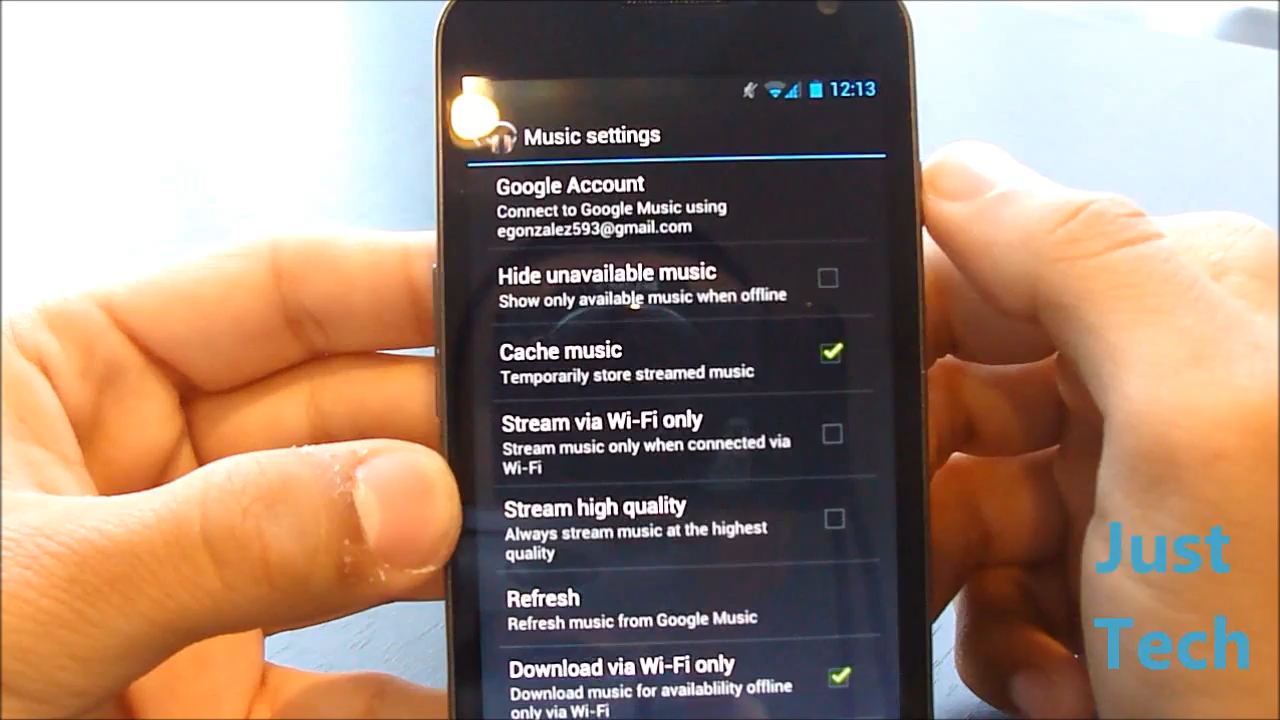 12:13
Music settings
Google Account
Connect to Google Music using
egonzalez593@gmail.com
Hide unavailable music
Show only available music when offline
Cache music
Temporarily store streamed music
Stream via Wi-Fi only
Stream music only when connected via
Wi-Fi
Stream high quality
Always stream music at the highest
quality
Refresh
Refresh music from Google Music
Download via Wi-Fi only
Download music for availablility offline
only via Wi-Fi
Just
Tech